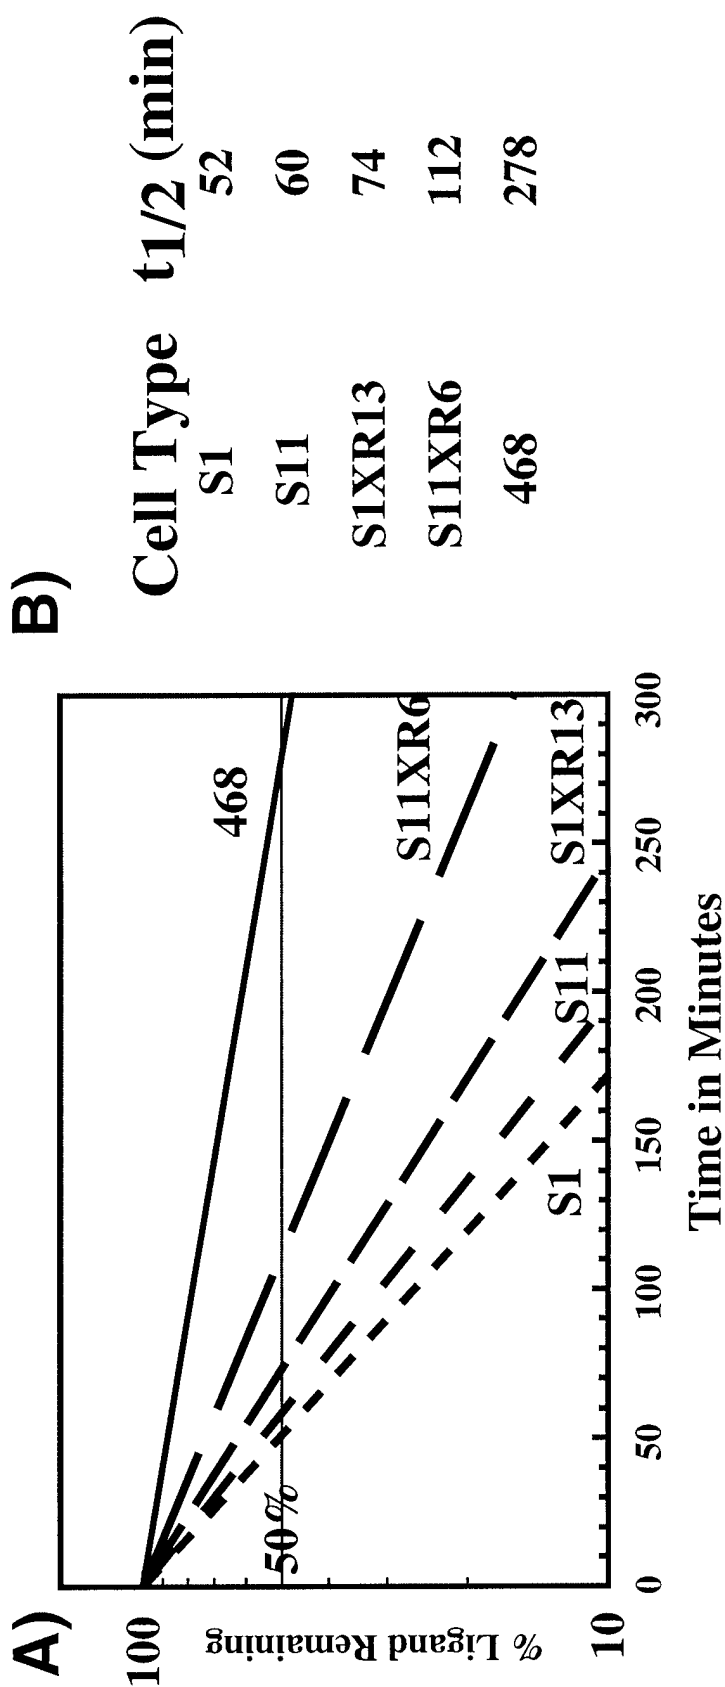 A)
100
10
% Ligand Remaining
50%
468
S11XR6
S1XR13
S11
S1
0 50 100 150 200 250 300
Time in Minutes
B)
Cell Type t1/2 (min)
S1 52
S11 60
S1XR13 74
S11XR6 112
468 278